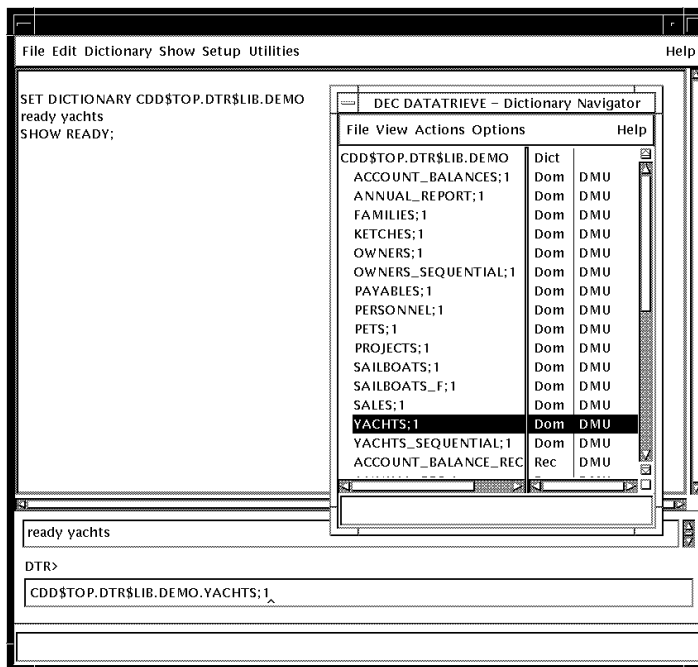 File Edit Dictionary Show Setup Utilities Help
SET DICTIONARY CDD$TOP.DTR$LIB.DEMO
ready yachts
SHOW READY;
DEC DATATRIEVE – Dictionary Navigator
File View Actions Options Help
CDD$TOP.DTR$LIB.DEMO Dict
ACCOUNT_BALANCES;1 Dom DMU
ANNUAL_REPORT;1 Dom DMU
FAMILIES;1 Dom DMU
KETCHES;1 Dom DMU
OWNERS;1 Dom DMU
OWNERS_SEQUENTIAL;1 Dom DMU
PAYABLES;1 Dom DMU
PERSONNEL;1 Dom DMU
PETS;1 Dom DMU
PROJECTS;1 Dom DMU
SAILBOATS;1 Dom DMU
SAILBOATS_F;1 Dom DMU
SALES;1 Dom DMU
YACHTS;1 Dom DMU
YACHTS_SEQUENTIAL;1 Dom DMU
ACCOUNT_BALANCE_REC Rec DMU
ready yachts
DTR>
CDD$TOP.DTR$LIB.DEMO.YACHTS;1